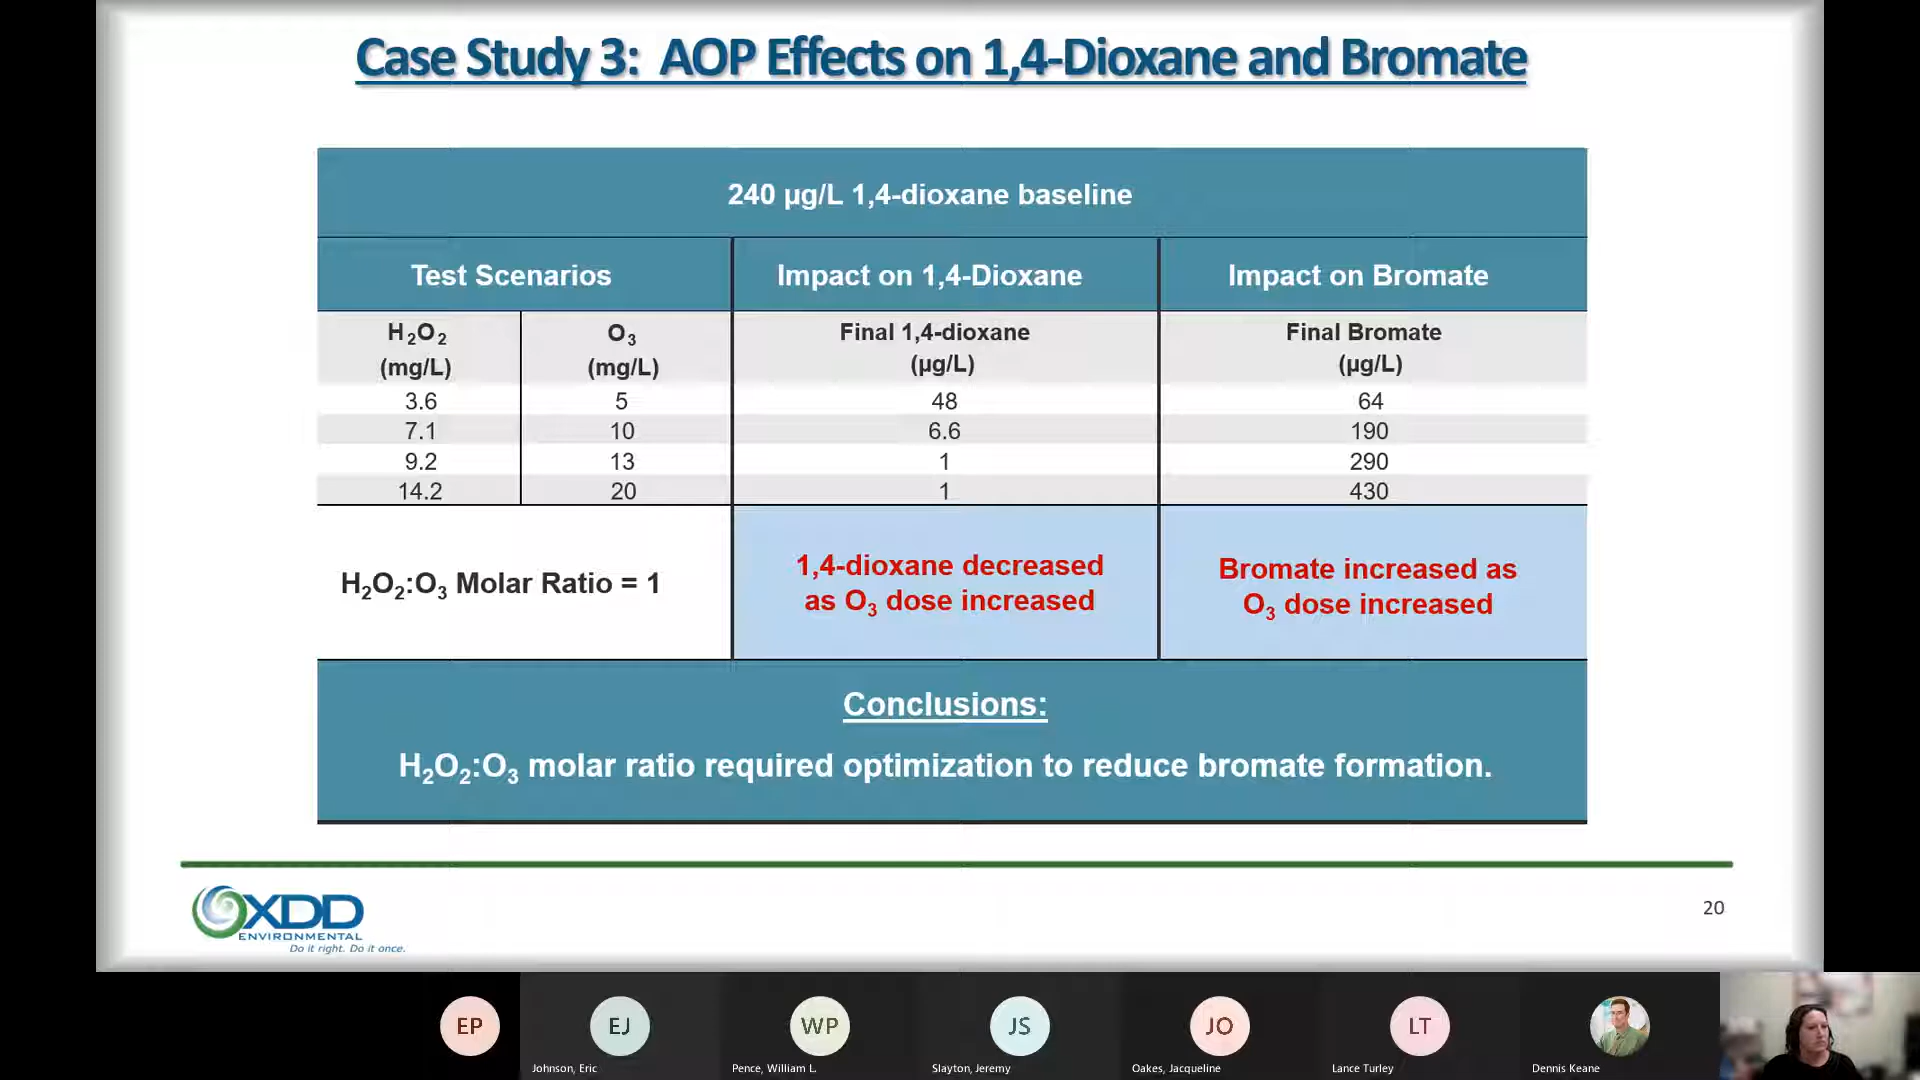 Case Study 3: AOP Effects on 1,4-Dioxane and Bromate
240 µg/L 1,4-dioxane baseline
Test Scenarios Impact on 1,4-Dioxane Impact on Bromate
H₂O₂ O₃ Final 1,4-dioxane Final Bromate
(mg/L) (mg/L) (µg/L) (µg/L)
3.6 5 48 64
7.1 10 6.6 190
9.2 13 1 290
14.2 20 1 430
H₂O₂:O₃ Molar Ratio = 1
1,4-dioxane decreased
as O₃ dose increased
Bromate increased as
O₃ dose increased
Conclusions:
H₂O₂:O₃ molar ratio required optimization to reduce bromate formation.
XDD
ENVIRONMENTAL
Do it right. Do it once.
20
EP EJ WP JS JO LT
Johnson, Eric Pence, William L. Slayton, Jeremy Oakes, Jacqueline Lance Turley Dennis Keane